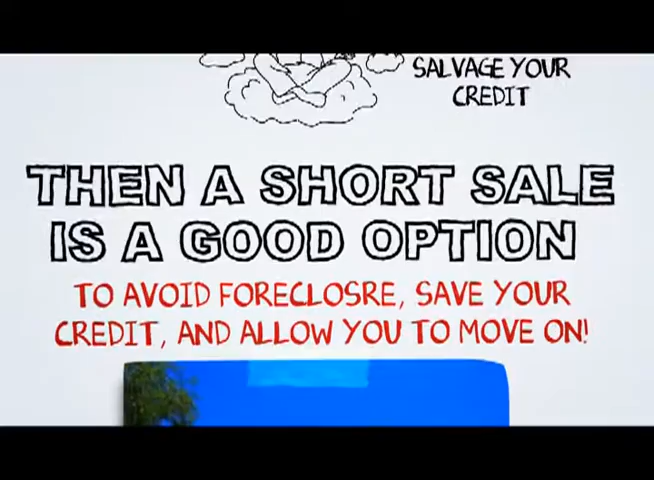 SALVAGE YOUR
CREDIT
THEN A SHORT SALE
IS A GOOD OPTION
TO AVOID FORECLOSRE, SAVE YOUR
CREDIT, AND ALLOW YOU TO MOVE ON!